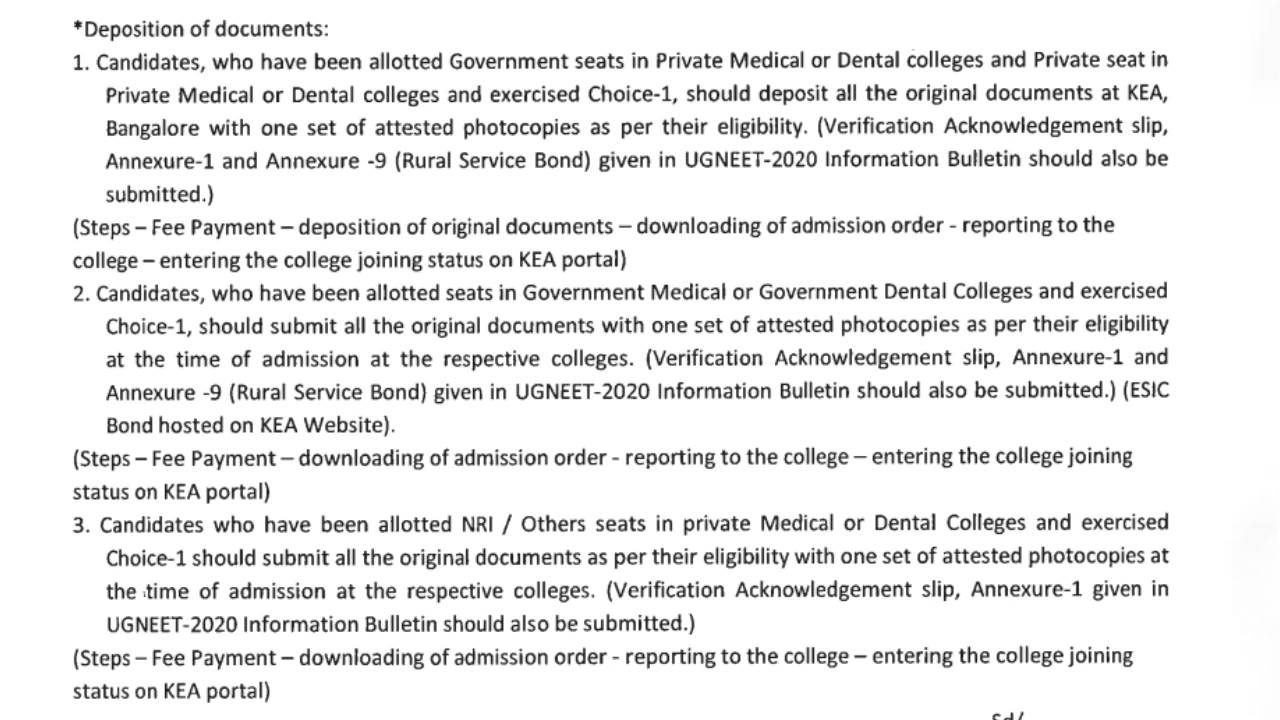 *Deposition of documents:
1. Candidates, who have been allotted Government seats in Private Medical or Dental colleges and Private seat in
Private Medical or Dental colleges and exercised Choice-1, should deposit all the original documents at KEA,
Bangalore with one set of attested photocopies as per their eligibility. (Verification Acknowledgement slip,
Annexure-1 and Annexure -9 (Rural Service Bond) given in UGNEET-2020 Information Bulletin should also be
submitted.)
(Steps – Fee Payment – deposition of original documents – downloading of admission order - reporting to the
college – entering the college joining status on KEA portal)
2. Candidates, who have been allotted seats in Government Medical or Government Dental Colleges and exercised
Choice-1, should submit all the original documents with one set of attested photocopies as per their eligibility
at the time of admission at the respective colleges. (Verification Acknowledgement slip, Annexure-1 and
Annexure -9 (Rural Service Bond) given in UGNEET-2020 Information Bulletin should also be submitted.) (ESIC
Bond hosted on KEA Website).
(Steps – Fee Payment – downloading of admission order - reporting to the college – entering the college joining
status on KEA portal)
3. Candidates who have been allotted NRI / Others seats in private Medical or Dental Colleges and exercised
Choice-1 should submit all the original documents as per their eligibility with one set of attested photocopies at
the time of admission at the respective colleges. (Verification Acknowledgement slip, Annexure-1 given in
UGNEET-2020 Information Bulletin should also be submitted.)
(Steps – Fee Payment – downloading of admission order - reporting to the college – entering the college joining
status on KEA portal)
Sd/